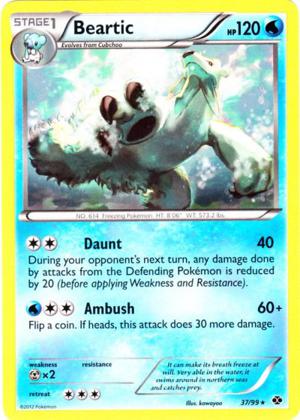 STAGE1
Beartic
HP120
Evolves from Cubchoo
NO. 614 Freezing Pokémon HT. 8'06" WT. 573.2 lbs.
Daunt 40
During your opponent's next turn, any damage done
by attacks from the Defending Pokémon is reduced
by 20 (before applying Weakness and Resistance).
Ambush 60+
Flip a coin. If heads, this attack does 30 more damage.
weakness
resistance
×2
retreat
It can make its breath freeze at
will. Very able in the water, it
swims around in northern seas
and catches prey.
©2012 Pokémon
Illus. kawayoo
37/99